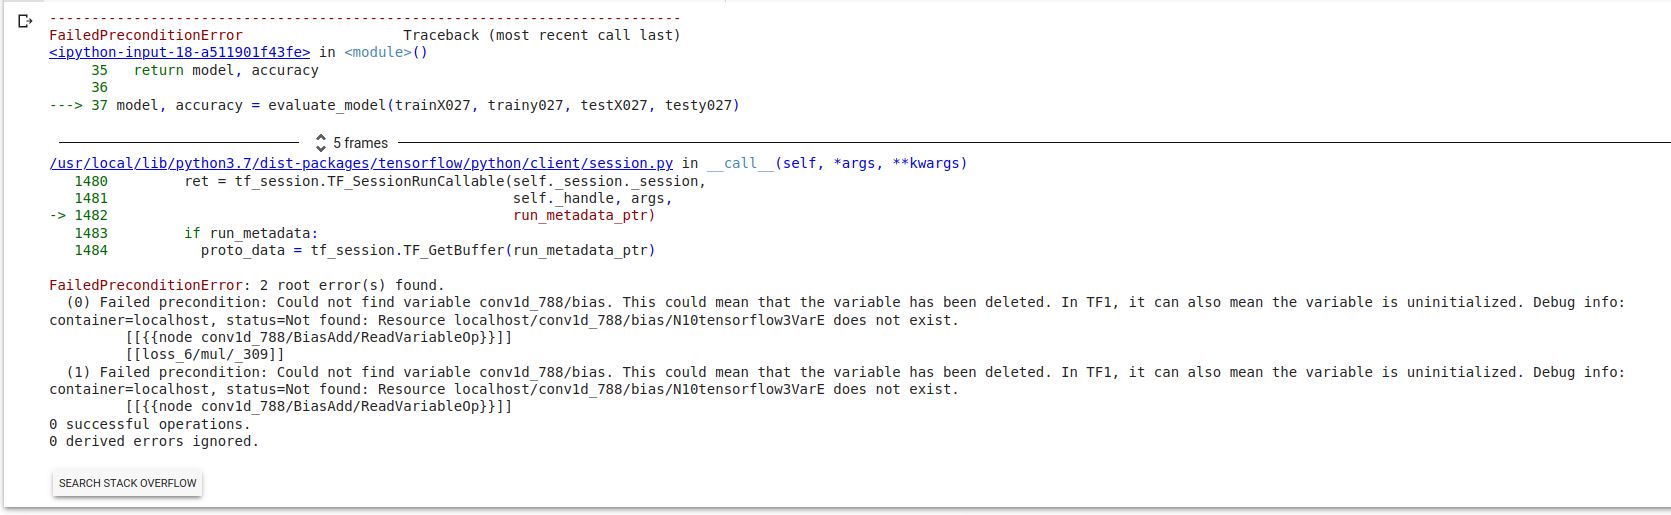 --------------------------------------------------------------------------
FailedPreconditionError                   Traceback (most recent call last)
<ipython-input-18-a511901f43fe> in <module>()
     35   return model, accuracy
     36
---> 37 model, accuracy = evaluate_model(trainX027, trainy027, testX027, testy027)
5 frames
/usr/local/lib/python3.7/dist-packages/tensorflow/python/client/session.py in __call__(self, *args, **kwargs)
   1480         ret = tf_session.TF_SessionRunCallable(self._session._session,
   1481                                                self._handle, args,
-> 1482                                                run_metadata_ptr)
   1483         if run_metadata:
   1484           proto_data = tf_session.TF_GetBuffer(run_metadata_ptr)
FailedPreconditionError: 2 root error(s) found.
  (0) Failed precondition: Could not find variable conv1d_788/bias. This could mean that the variable has been deleted. In TF1, it can also mean the variable is uninitialized. Debug info:
container=localhost, status=Not found: Resource localhost/conv1d_788/bias/N10tensorflow3VarE does not exist.
         [[{{node conv1d_788/BiasAdd/ReadVariableOp}}]]
         [[loss_6/mul/_309]]
  (1) Failed precondition: Could not find variable conv1d_788/bias. This could mean that the variable has been deleted. In TF1, it can also mean the variable is uninitialized. Debug info:
container=localhost, status=Not found: Resource localhost/conv1d_788/bias/N10tensorflow3VarE does not exist.
         [[{{node conv1d_788/BiasAdd/ReadVariableOp}}]]
0 successful operations.
0 derived errors ignored.
SEARCH STACK OVERFLOW